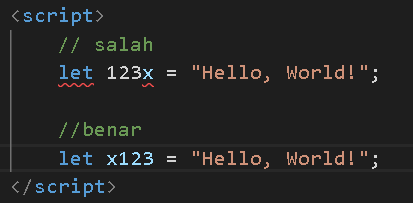 <script>
// salah
let 123x = "Hello, World!";
//benar
let x123 = "Hello, World!";
</script>